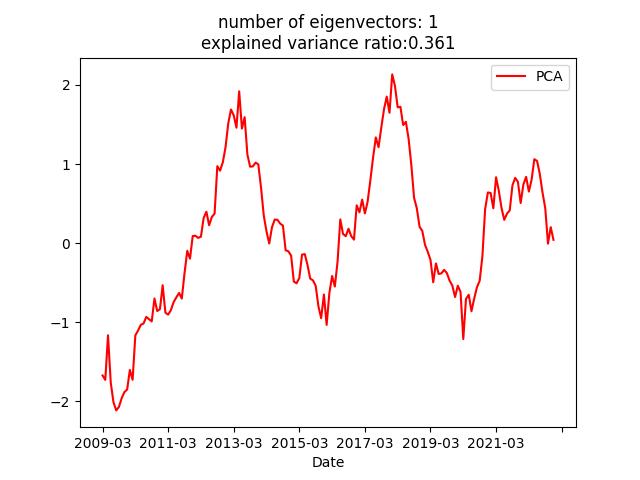 number of eigenvectors: 1
explained variance ratio:0.361
PCA
2
1
0
−1
−2
2009-03 2011-03 2013-03 2015-03 2017-03 2019-03 2021-03
Date